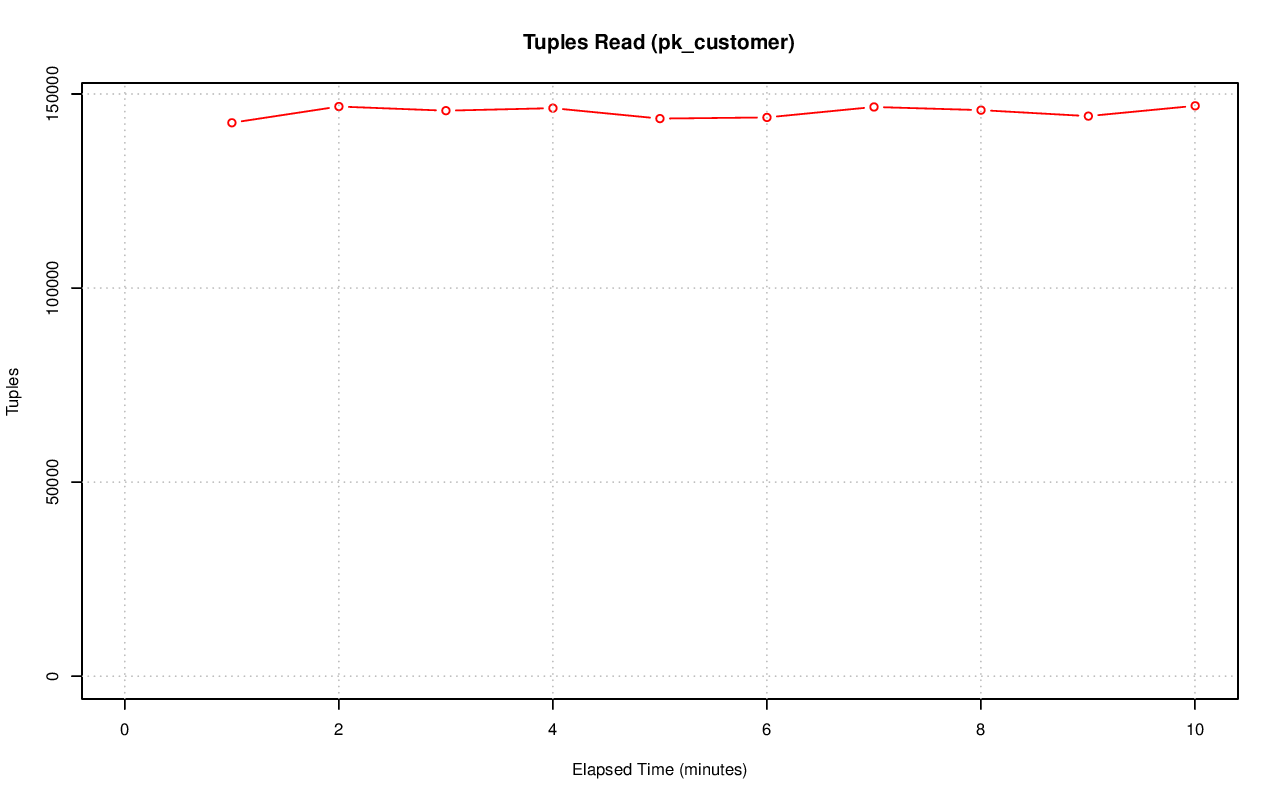 Tuples Read (pk_customer)
150000
100000
50000
0
Tuples
0 2 4 6 8 10
Elapsed Time (minutes)